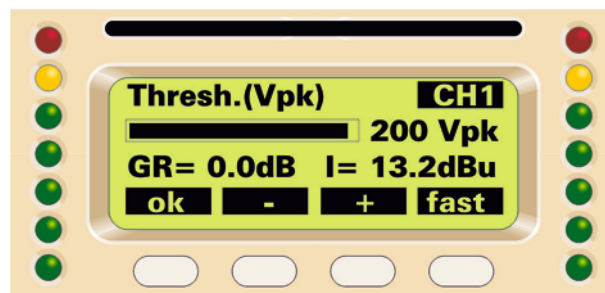 Thresh.(Vpk) CH1
200 Vpk
GR= 0.0dB I= 13.2dBu
ok - + fast